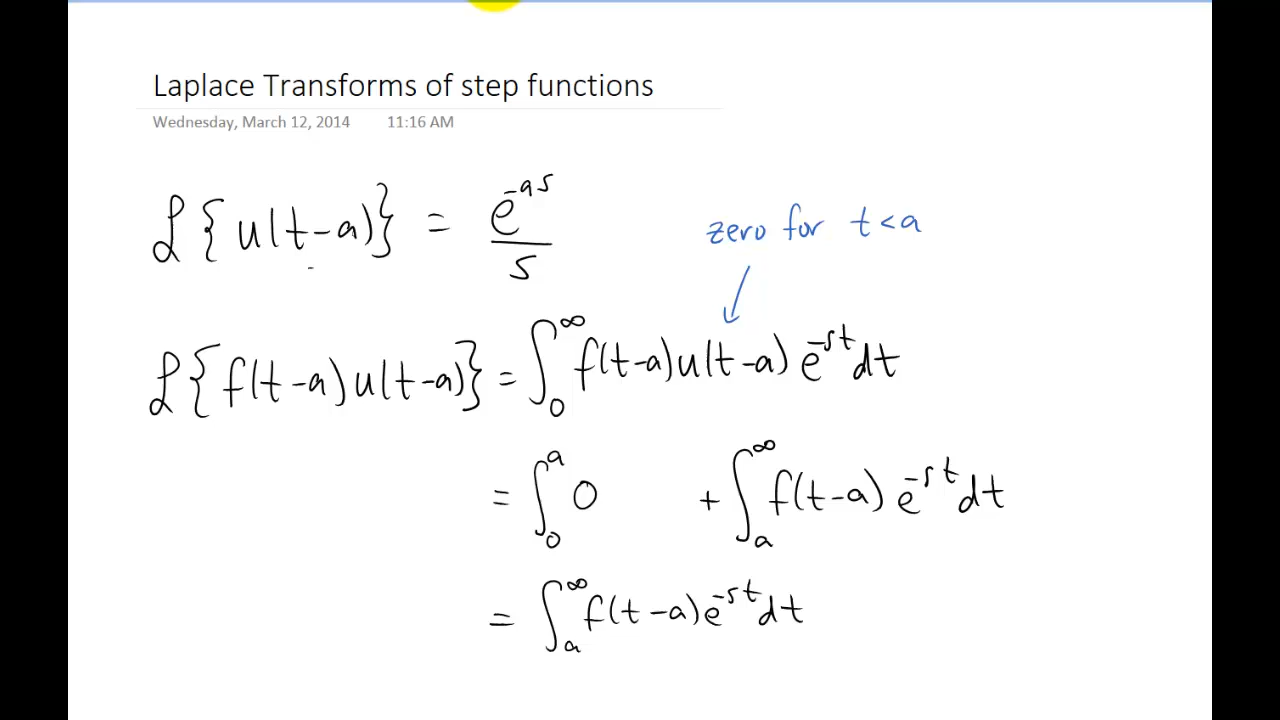 Laplace Transforms of step functions
Wednesday, March 12, 2014 11:16 AM
ℒ{u(t-a)} = e^-as / s
zero for t<a
ℒ{f(t-a)u(t-a)} = ∫_0^∞ f(t-a)u(t-a) e^-st dt
= ∫_0^a 0 + ∫_a^∞ f(t-a) e^-st dt
= ∫_a^∞ f(t-a) e^-st dt